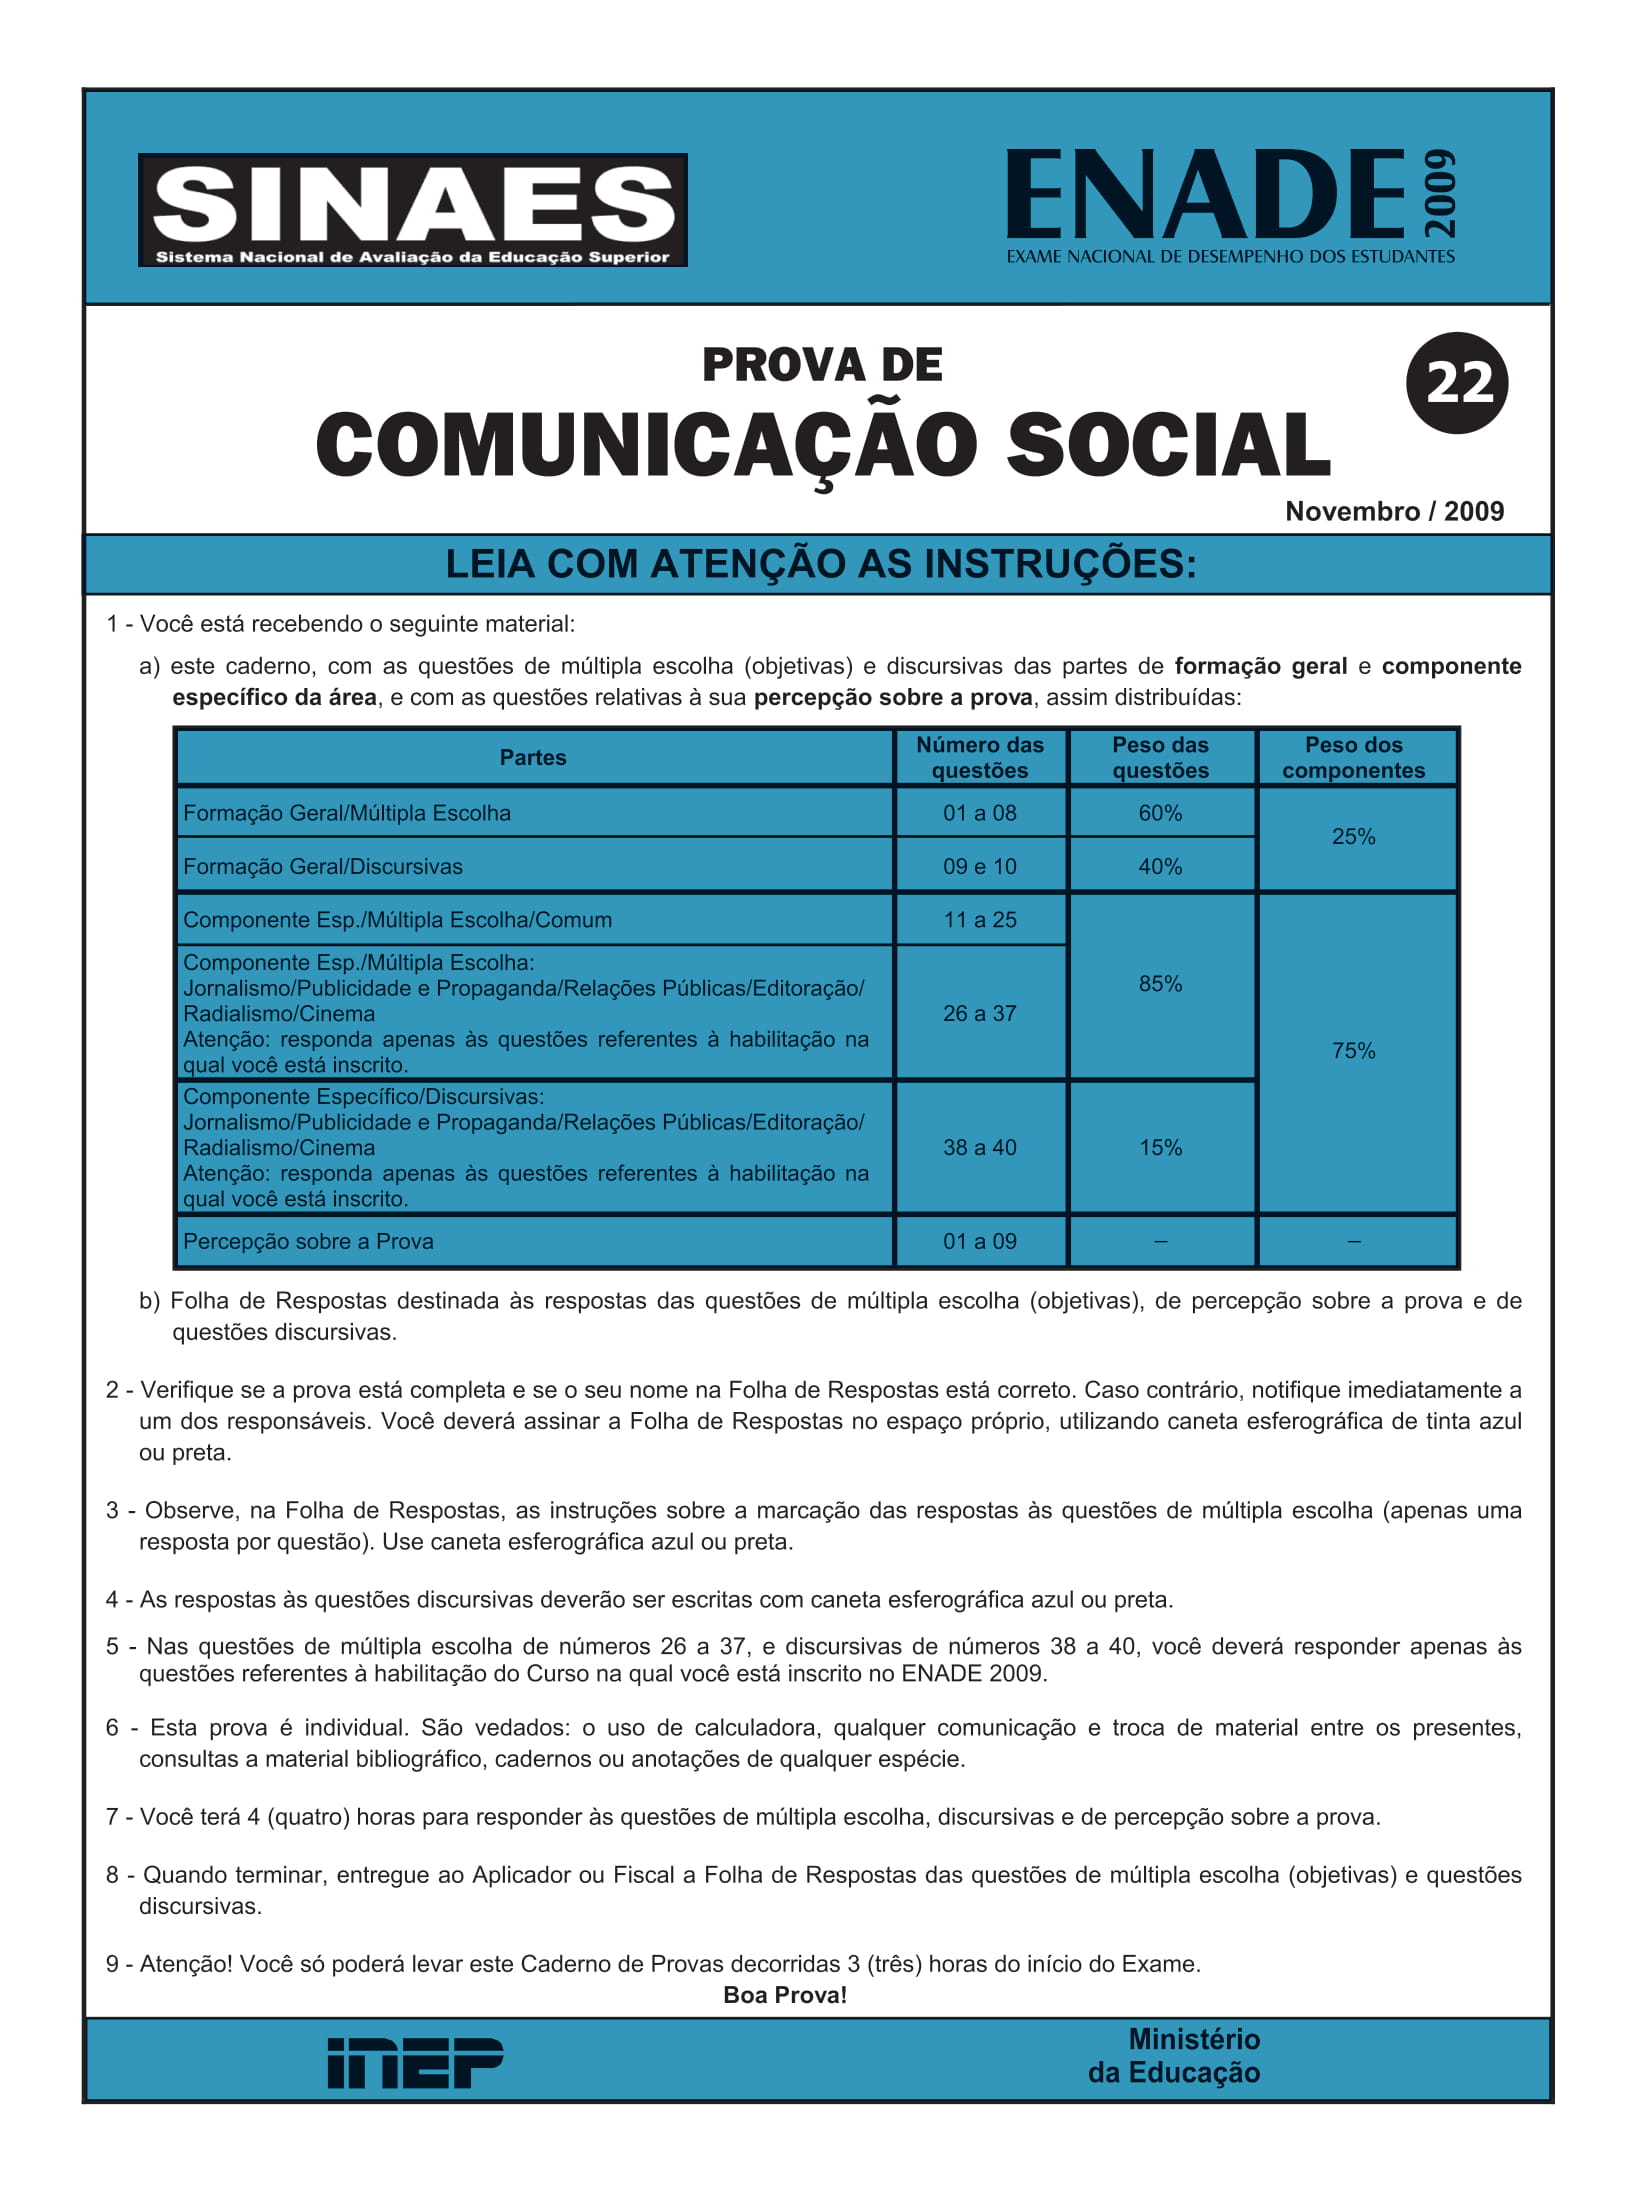 SINAES
Sistema Nacional de Avaliação da Educação Superior
ENADE 2009
EXAME NACIONAL DE DESEMPENHO DOS ESTUDANTES
PROVA DE
22
COMUNICAÇÃO SOCIAL
Novembro / 2009
LEIA COM ATENÇÃO AS INSTRUÇÕES:
1 - Você está recebendo o seguinte material:
a) este caderno, com as questões de múltipla escolha (objetivas) e discursivas das partes de formação geral e componente
específico da área, e com as questões relativas à sua percepção sobre a prova, assim distribuídas:
Partes
Número das
questões
Peso das
questões
Peso dos
componentes
Formação Geral/Múltipla Escolha
01 a 08
60%
25%
Formação Geral/Discursivas
09 e 10
40%
Componente Esp./Múltipla Escolha/Comum
11 a 25
85%
75%
Componente Esp./Múltipla Escolha:
Jornalismo/Publicidade e Propaganda/Relações Públicas/Editoração/
Radialismo/Cinema
Atenção: responda apenas às questões referentes à habilitação na
qual você está inscrito.
26 a 37
Componente Específico/Discursivas:
Jornalismo/Publicidade e Propaganda/Relações Públicas/Editoração/
Radialismo/Cinema
Atenção: responda apenas às questões referentes à habilitação na
qual você está inscrito.
38 a 40
15%
Percepção sobre a Prova
01 a 09
–
–
b) Folha de Respostas destinada às respostas das questões de múltipla escolha (objetivas), de percepção sobre a prova e de
questões discursivas.
2 - Verifique se a prova está completa e se o seu nome na Folha de Respostas está correto. Caso contrário, notifique imediatamente a
um dos responsáveis. Você deverá assinar a Folha de Respostas no espaço próprio, utilizando caneta esferográfica de tinta azul
ou preta.
3 - Observe, na Folha de Respostas, as instruções sobre a marcação das respostas às questões de múltipla escolha (apenas uma
resposta por questão). Use caneta esferográfica azul ou preta.
4 - As respostas às questões discursivas deverão ser escritas com caneta esferográfica azul ou preta.
5 - Nas questões de múltipla escolha de números 26 a 37, e discursivas de números 38 a 40, você deverá responder apenas às
questões referentes à habilitação do Curso na qual você está inscrito no ENADE 2009.
6 - Esta prova é individual. São vedados: o uso de calculadora, qualquer comunicação e troca de material entre os presentes,
consultas a material bibliográfico, cadernos ou anotações de qualquer espécie.
7 - Você terá 4 (quatro) horas para responder às questões de múltipla escolha, discursivas e de percepção sobre a prova.
8 - Quando terminar, entregue ao Aplicador ou Fiscal a Folha de Respostas das questões de múltipla escolha (objetivas) e questões
discursivas.
9 - Atenção! Você só poderá levar este Caderno de Provas decorridas 3 (três) horas do início do Exame.
Boa Prova!
INEP
Ministério
da Educação